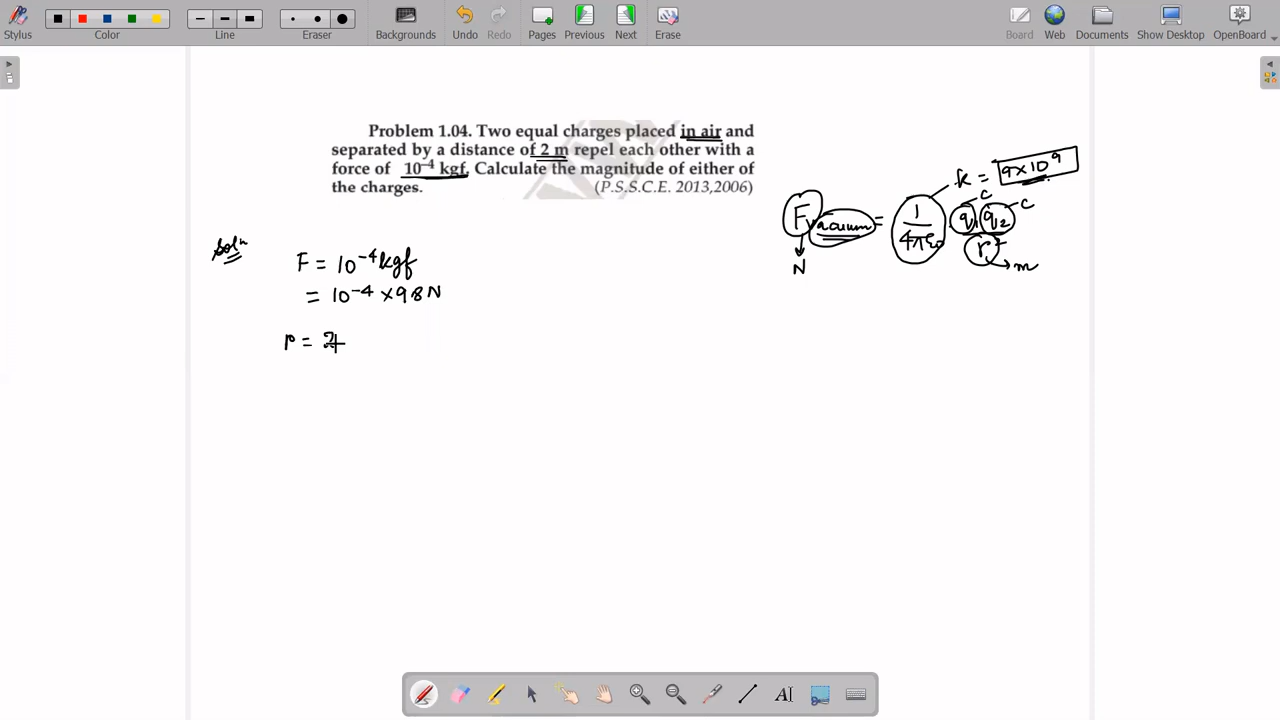 Stylus
Color
Line
Eraser
Backgrounds
Undo
Redo
Pages
Previous
Next
Erase
Board
Web
Documents
Show Desktop
OpenBoard
Problem 1.04. Two equal charges placed in air and
separated by a distance of 2 m repel each other with a
force of 10⁻⁴ kgf. Calculate the magnitude of either of
the charges. (P.S.S.C.E. 2013,2006)
k = 9×10⁹
F vacuum = 1/4πε₀ q₁ q₂ / r²
C
C
N
m
Solⁿ
F = 10⁻⁴ kgf
= 10⁻⁴ × 9.8 N
r = 2
AI